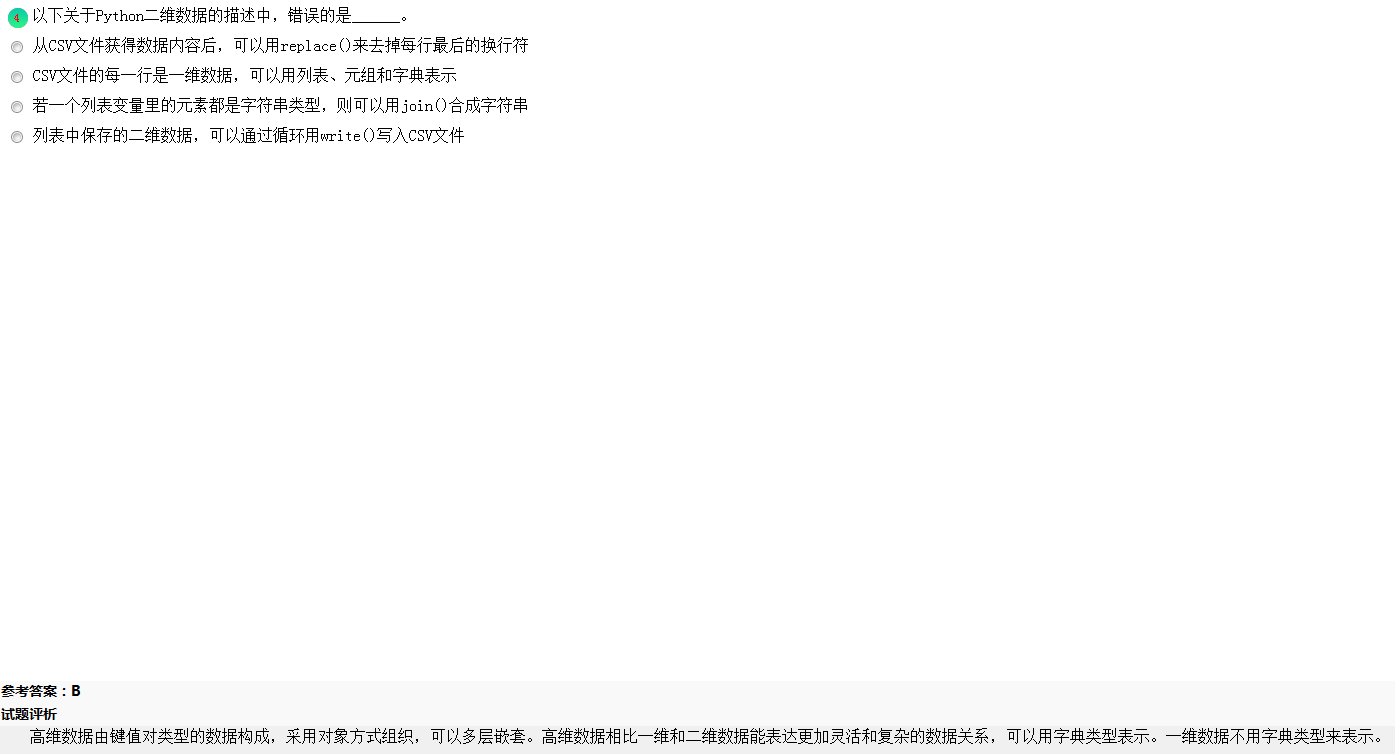 4 以下关于Python二维数据的描述中，错误的是______。
从CSV文件获得数据内容后，可以用replace()来去掉每行最后的换行符
CSV文件的每一行是一维数据，可以用列表、元组和字典表示
若一个列表变量里的元素都是字符串类型，则可以用join()合成字符串
列表中保存的二维数据，可以通过循环用write()写入CSV文件
参考答案：B
试题评析
高维数据由键值对类型的数据构成，采用对象方式组织，可以多层嵌套。高维数据相比一维和二维数据能表达更加灵活和复杂的数据关系，可以用字典类型表示。一维数据不用字典类型来表示。